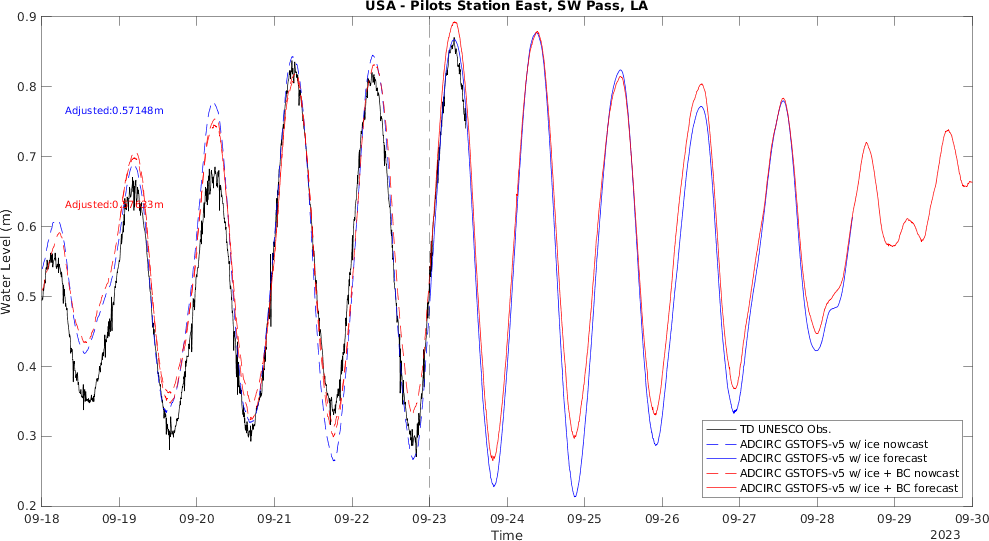 USA - Pilots Station East, SW Pass, LA
Water Level (m)
0.9
0.8
0.7
0.6
0.5
0.4
0.3
0.2
Adjusted:0.57148m
TD UNESCO Obs.
ADCIRC GSTOFS-v5 w/ ice nowcast
ADCIRC GSTOFS-v5 w/ ice forecast
ADCIRC GSTOFS-v5 w/ ice + BC nowcast
ADCIRC GSTOFS-v5 w/ ice + BC forecast
09-18 09-19 09-20 09-21 09-22 09-23 09-24 09-25 09-26 09-27 09-28 09-29 09-30
Time
2023